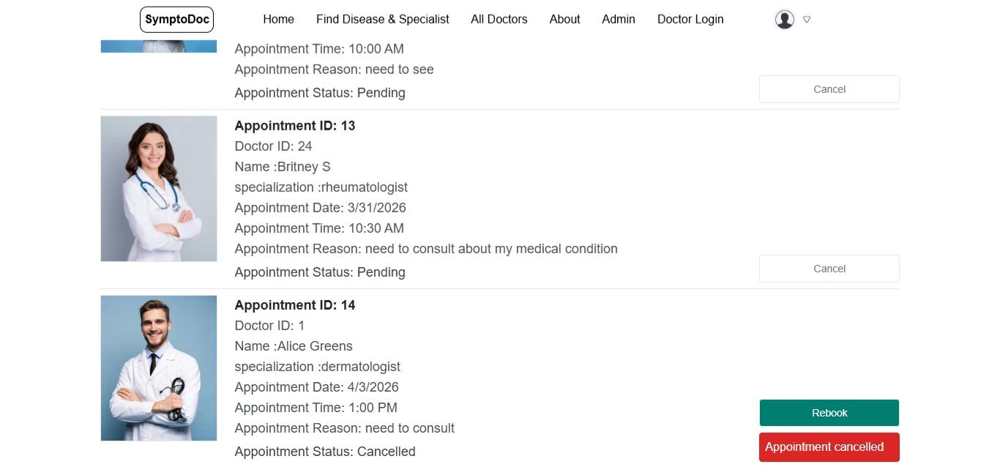 SymptoDoc Home Find Disease & Specialist All Doctors About Admin Doctor Login
Appointment Time: 10:00 AM
Appointment Reason: need to see
Appointment Status: Pending
Cancel
Appointment ID: 13
Doctor ID: 24
Name :Britney S
specialization :rheumatologist
Appointment Date: 3/31/2026
Appointment Time: 10:30 AM
Appointment Reason: need to consult about my medical condition
Appointment Status: Pending
Cancel
Appointment ID: 14
Doctor ID: 1
Name :Alice Greens
specialization :dermatologist
Appointment Date: 4/3/2026
Appointment Time: 1:00 PM
Appointment Reason: need to consult
Appointment Status: Cancelled
Rebook
Appointment cancelled